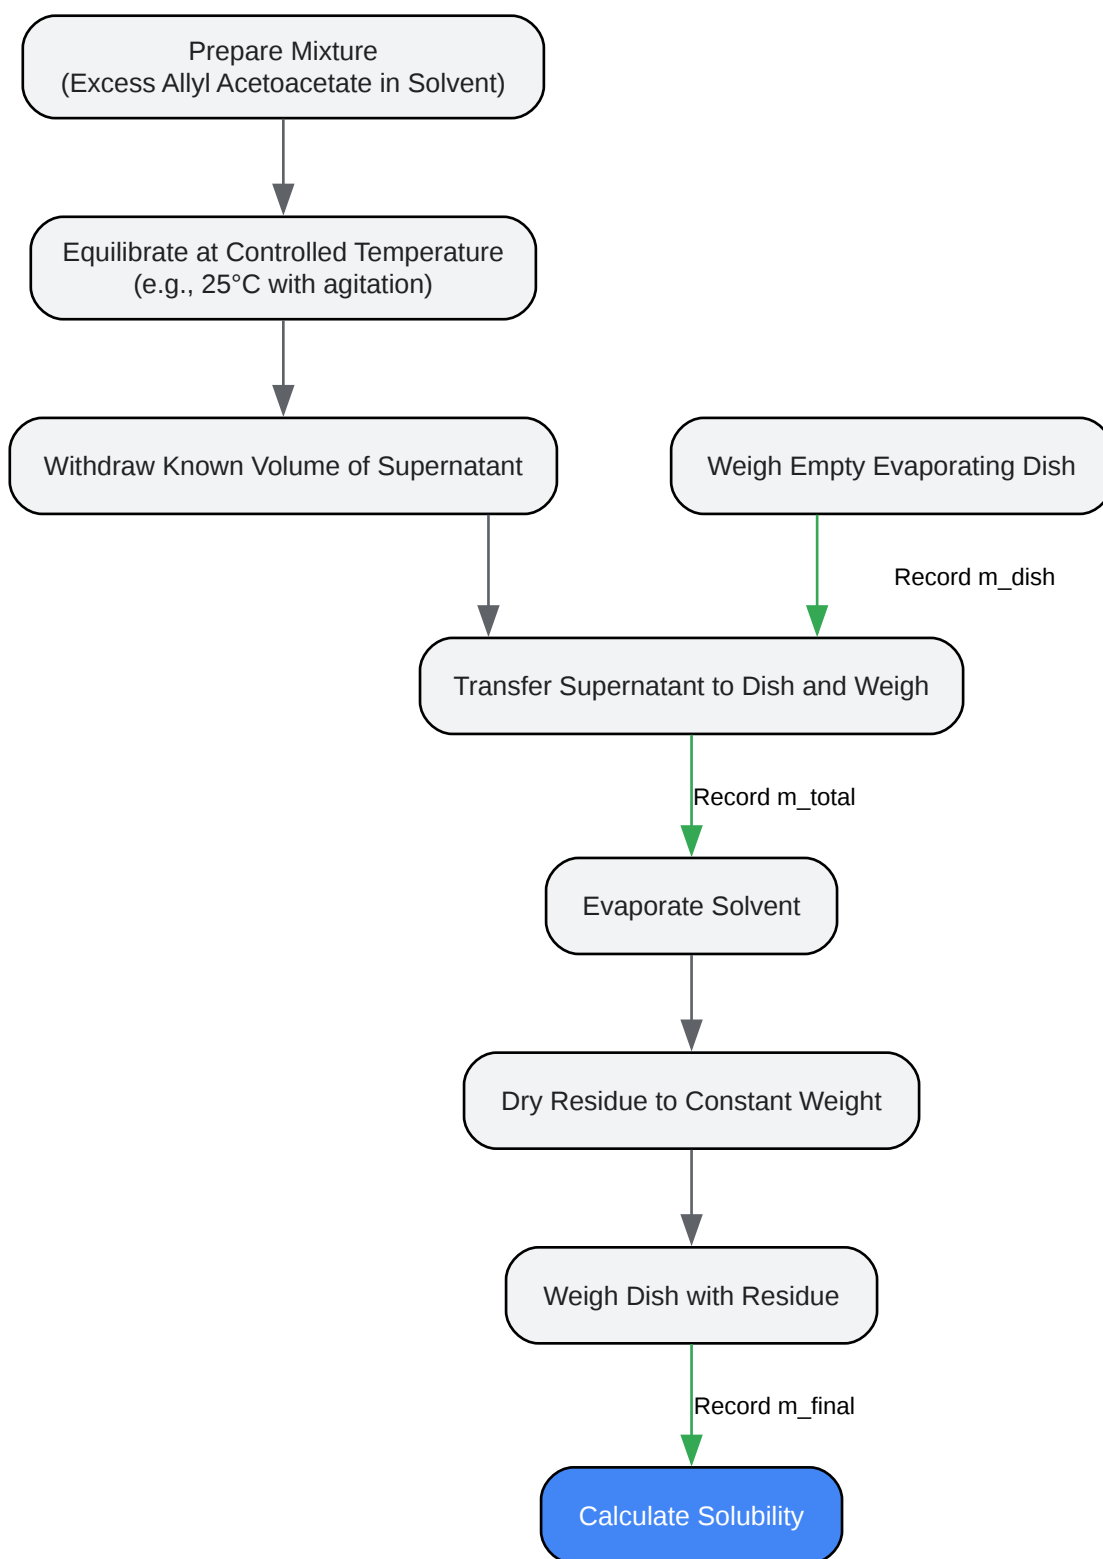 Prepare Mixture
(Excess Allyl Acetoacetate in Solvent)
Equilibrate at Controlled Temperature
(e.g., 25°C with agitation)
Withdraw Known Volume of Supernatant
Weigh Empty Evaporating Dish
Record m_dish
Transfer Supernatant to Dish and Weigh
Record m_total
Evaporate Solvent
Dry Residue to Constant Weight
Weigh Dish with Residue
Record m_final
Calculate Solubility